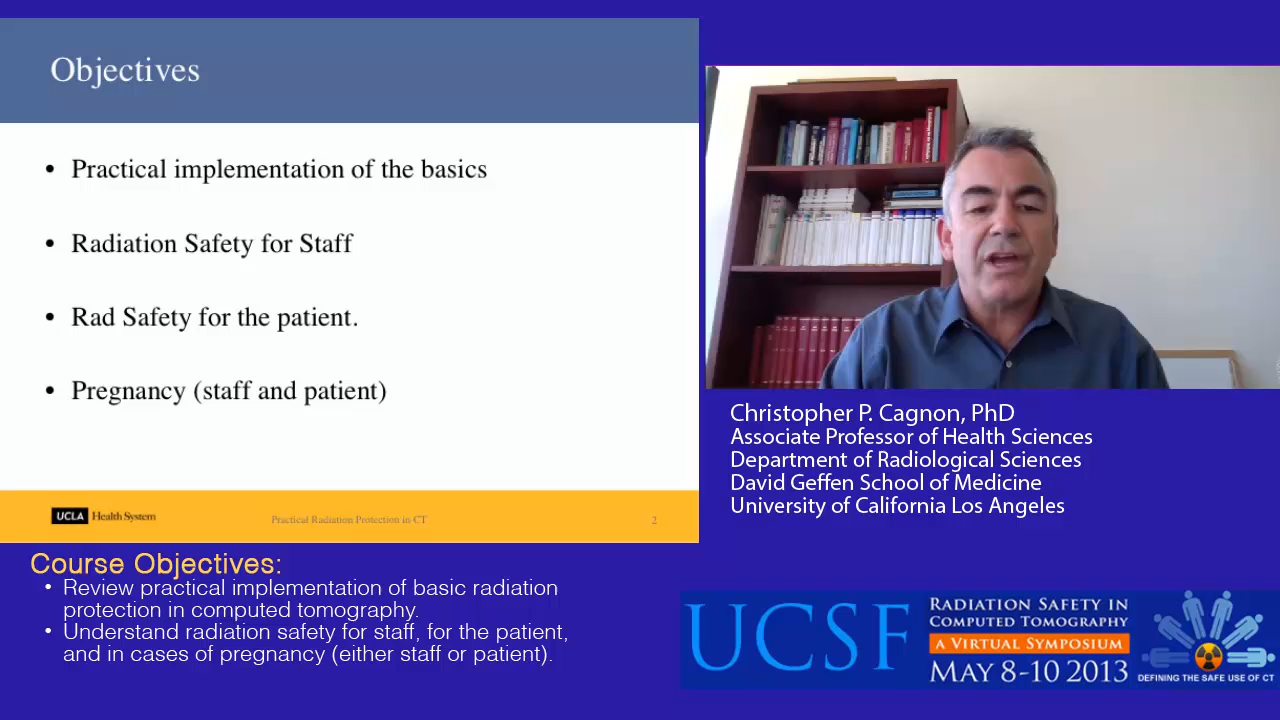 Objectives
• Practical implementation of the basics
• Radiation Safety for Staff
• Rad Safety for the patient.
• Pregnancy (staff and patient)
UCLA Health System
Practical Radiation Protection in CT
2
Christopher P. Cagnon, PhD
Associate Professor of Health Sciences
Department of Radiological Sciences
David Geffen School of Medicine
University of California Los Angeles
Course Objectives:
• Review practical implementation of basic radiation
protection in computed tomography.
• Understand radiation safety for staff, for the patient,
and in cases of pregnancy (either staff or patient).
UCSF
RADIATION SAFETY IN
COMPUTED TOMOGRAPHY
A VIRTUAL SYMPOSIUM
MAY 8-10 2013
DEFINING THE SAFE USE OF CT